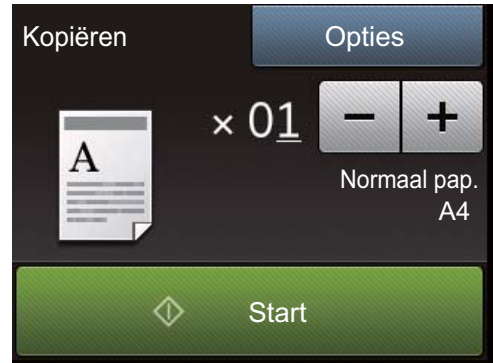 Kopiëren
Opties
A
× 01
− +
Normaal pap.
A4
Start